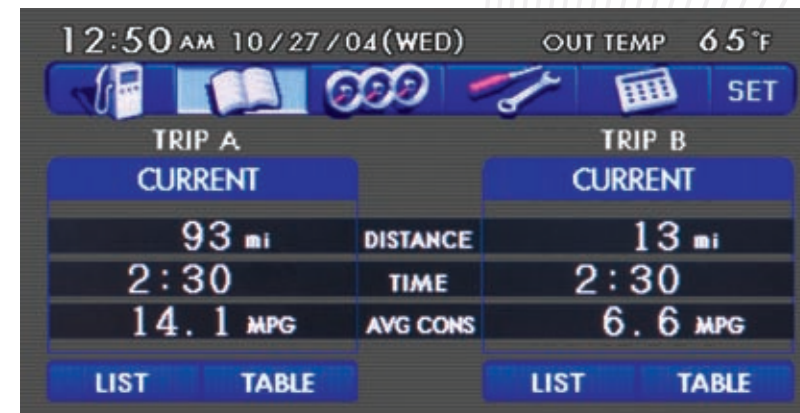 12:50 AM 10/27/04(WED) OUT TEMP 65°F
SET
TRIP A TRIP B
CURRENT CURRENT
93 mi DISTANCE 13 mi
2:30 TIME 2:30
14.1 MPG AVG CONS 6.6 MPG
LIST TABLE LIST TABLE